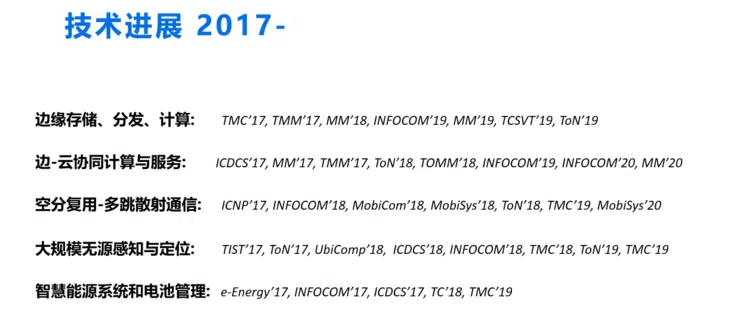 技术进展 2017-
边缘存储、分发、计算: TMC'17, TMM'17, MM'18, INFOCOM'19, MM'19, TCSVT'19, ToN'19
边-云协同计算与服务: ICDCS'17, MM'17, TMM'17, ToN'18, TOMM'18, INFOCOM'19, INFOCOM'20, MM'20
空分复用-多跳散射通信: ICNP'17, INFOCOM'18, MobiCom'18, MobiSys'18, ToN'18, TMC'19, MobiSys'20
大规模无源感知与定位: TIST'17, ToN'17, UbiComp'18, ICDCS'18, INFOCOM'18, TMC'18, ToN'19, TMC'19
智慧能源系统和电池管理: e-Energy'17, INFOCOM'17, ICDCS'17, TC'18, TMC'19